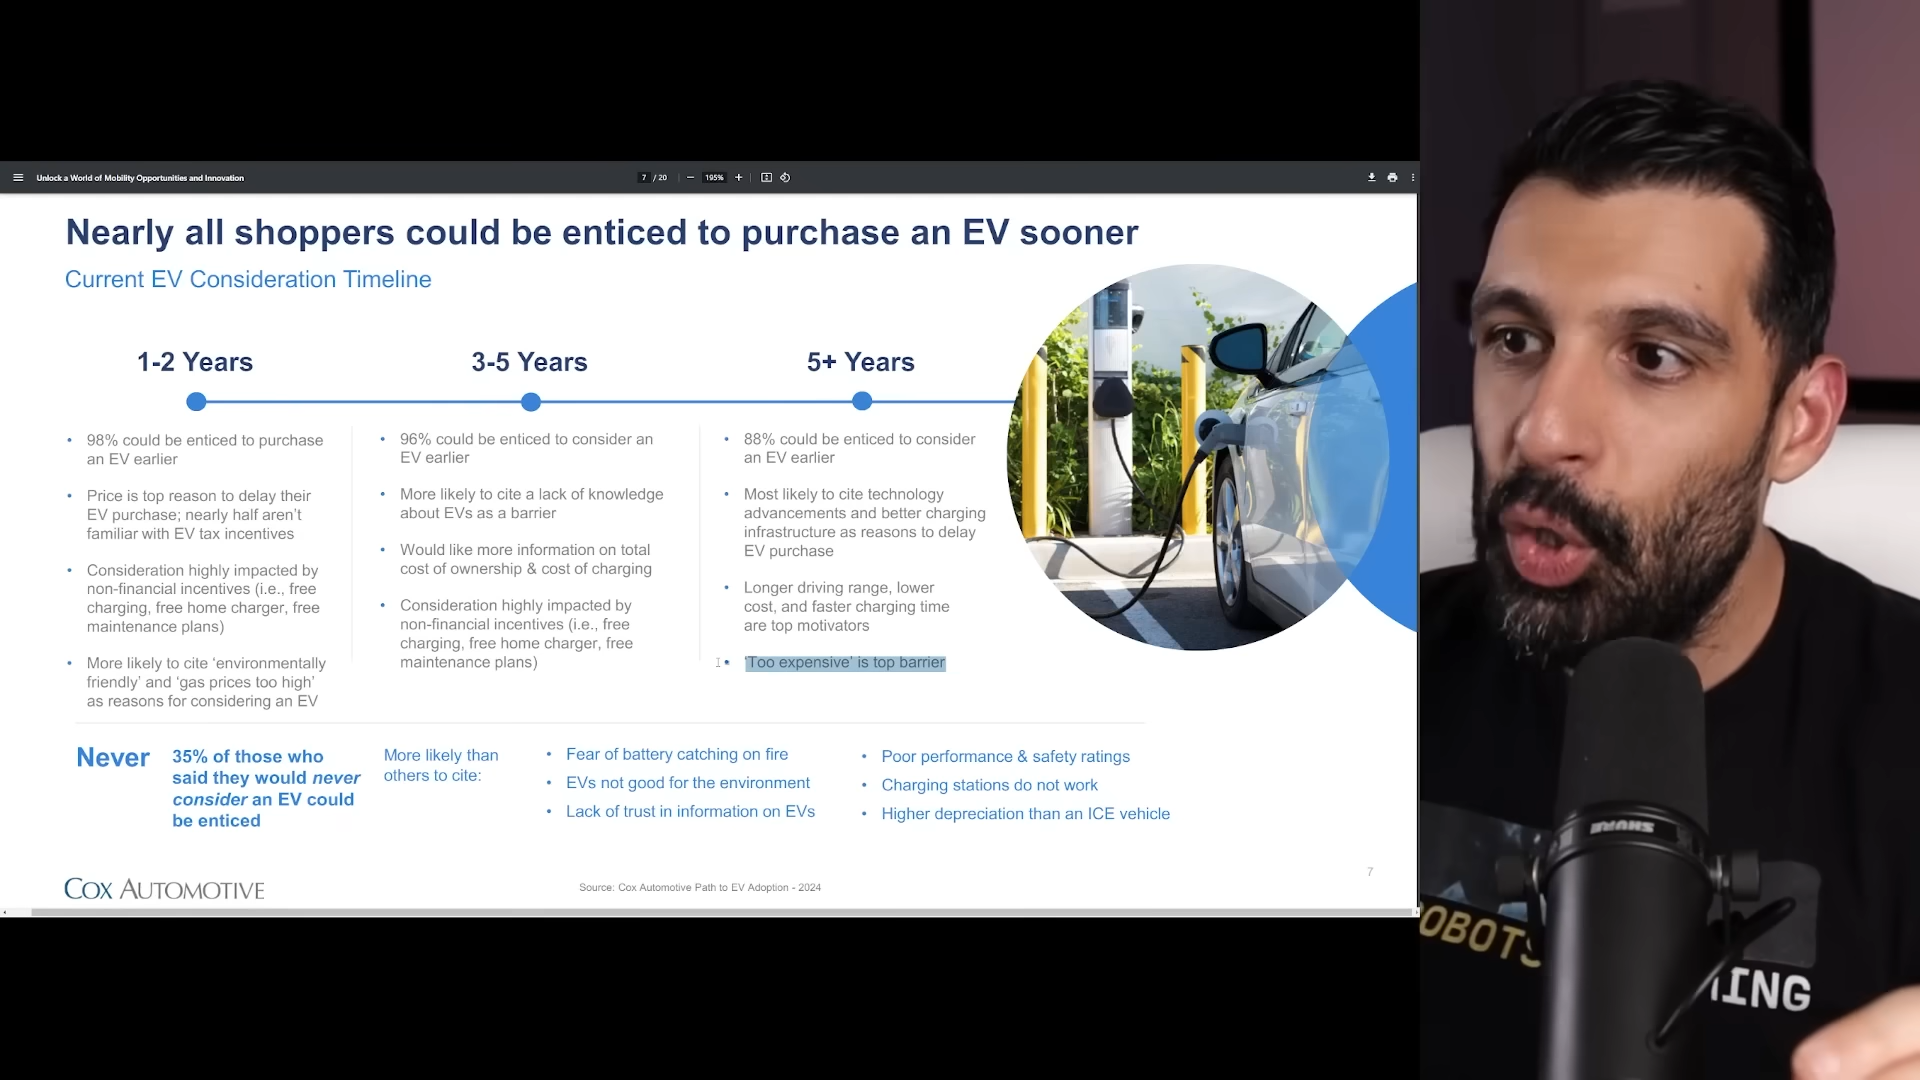 Unlock a World of Mobility Opportunities and Innovation
7 / 20
195%
Nearly all shoppers could be enticed to purchase an EV sooner
Current EV Consideration Timeline
1-2 Years
• 98% could be enticed to purchase
an EV earlier
• Price is top reason to delay their
EV purchase; nearly half aren't
familiar with EV tax incentives
• Consideration highly impacted by
non-financial incentives (i.e., free
charging, free home charger, free
maintenance plans)
• More likely to cite ‘environmentally
friendly’ and ‘gas prices too high’
as reasons for considering an EV
3-5 Years
• 96% could be enticed to consider an
EV earlier
• More likely to cite a lack of knowledge
about EVs as a barrier
• Would like more information on total
cost of ownership & cost of charging
• Consideration highly impacted by
non-financial incentives (i.e., free
charging, free home charger, free
maintenance plans)
5+ Years
• 88% could be enticed to consider
an EV earlier
• Most likely to cite technology
advancements and better charging
infrastructure as reasons to delay
EV purchase
• Longer driving range, lower
cost, and faster charging time
are top motivators
• ‘Too expensive’ is top barrier
Never
35% of those who
said they would never
consider an EV could
be enticed
More likely than
others to cite:
• Fear of battery catching on fire
• EVs not good for the environment
• Lack of trust in information on EVs
• Poor performance & safety ratings
• Charging stations do not work
• Higher depreciation than an ICE vehicle
COX AUTOMOTIVE
Source: Cox Automotive Path to EV Adoption - 2024
7
SHURE
OBOTS
ING